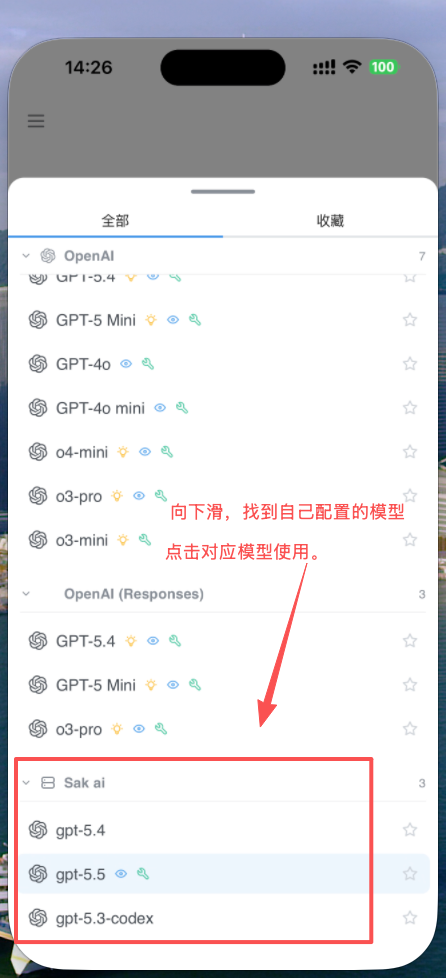 14:26
100
全部
收藏
OpenAI
7
GPT-5.4
GPT-5 Mini
GPT-4o
GPT-4o mini
o4-mini
o3-pro
向下滑，找到自己配置的模型
o3-mini
点击对应模型使用。
OpenAI (Responses)
3
GPT-5.4
GPT-5 Mini
o3-pro
Sak ai
3
gpt-5.4
gpt-5.5
gpt-5.3-codex